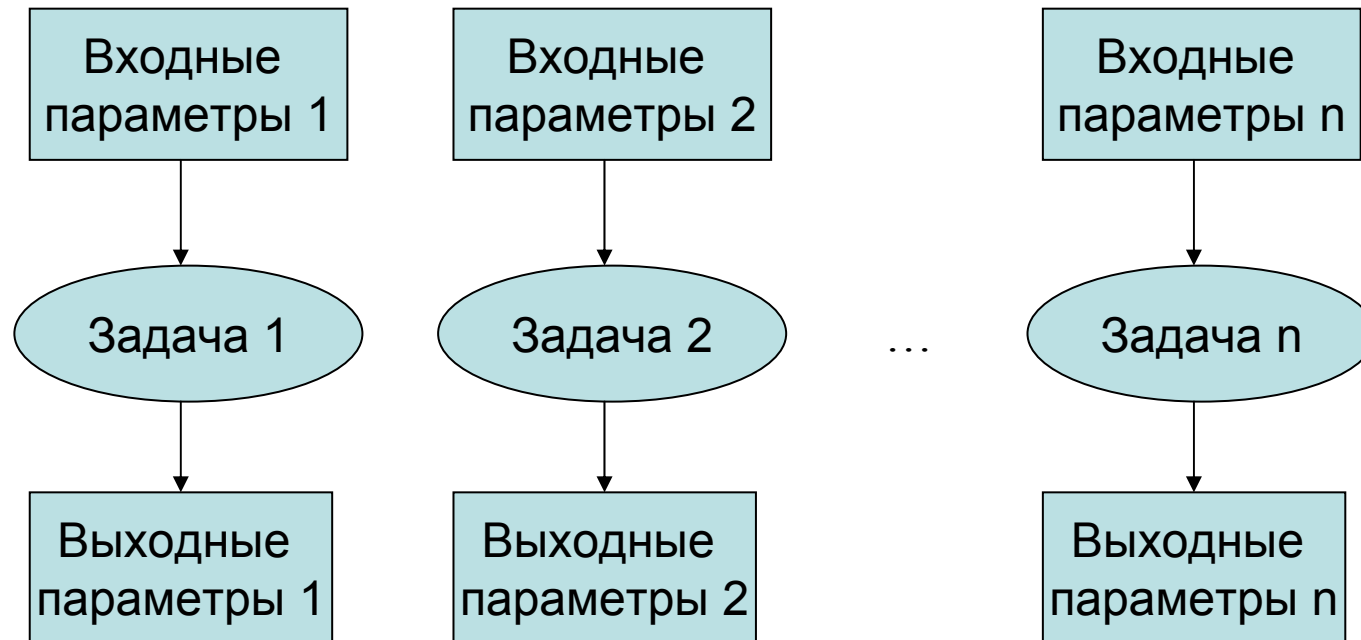 Входные
параметры 1
Входные
параметры 2
Входные
параметры n
Задача 1
Задача 2
...
Задача n
Выходные
параметры 1
Выходные
параметры 2
Выходные
параметры n